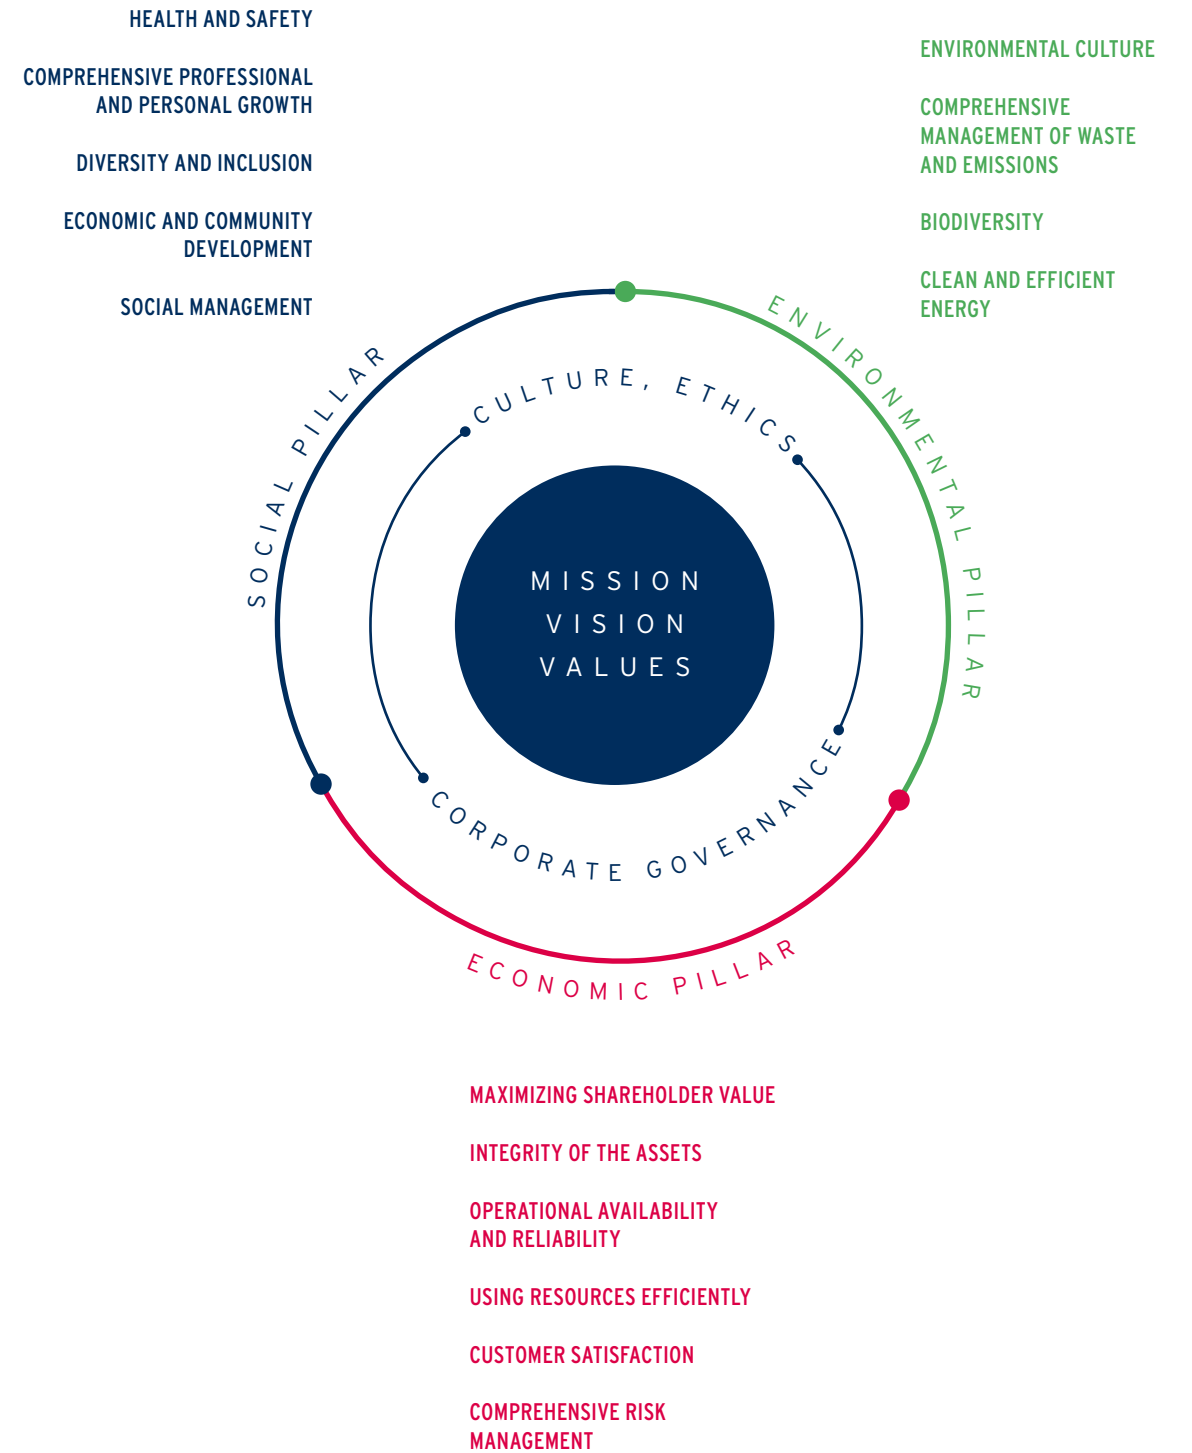 HEALTH AND SAFETY
COMPREHENSIVE PROFESSIONAL
AND PERSONAL GROWTH
DIVERSITY AND INCLUSION
ECONOMIC AND COMMUNITY
DEVELOPMENT
SOCIAL MANAGEMENT
ENVIRONMENTAL CULTURE
COMPREHENSIVE
MANAGEMENT OF WASTE
AND EMISSIONS
BIODIVERSITY
CLEAN AND EFFICIENT
ENERGY
SOCIAL PILLAR
ENVIRONMENTAL PILLAR
CULTURE, ETHICS
MISSION
VISION
VALUES
CORPORATE GOVERNANCE
ECONOMIC PILLAR
MAXIMIZING SHAREHOLDER VALUE
INTEGRITY OF THE ASSETS
OPERATIONAL AVAILABILITY
AND RELIABILITY
USING RESOURCES EFFICIENTLY
CUSTOMER SATISFACTION
COMPREHENSIVE RISK
MANAGEMENT